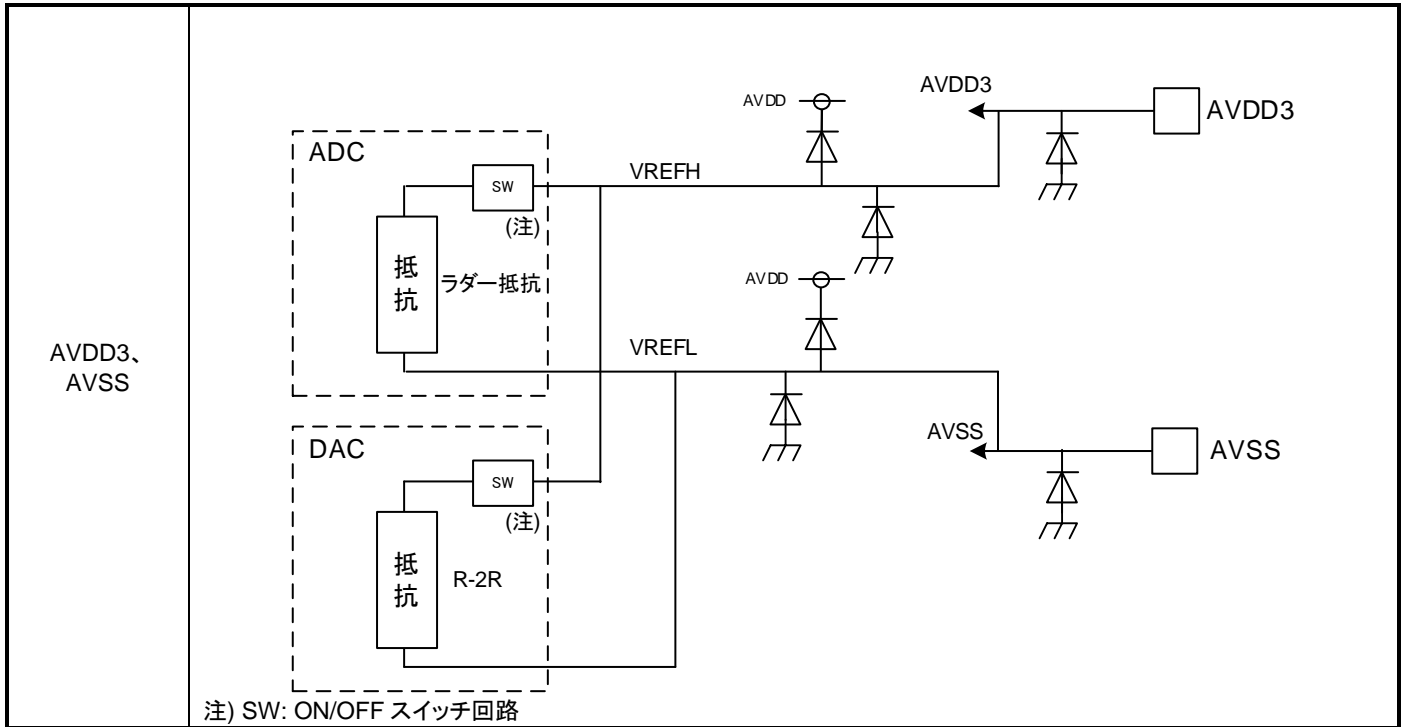 AVDD3、
AVSS
ADC
SW
(注)
抵
抗
ラダー抵抗
VREFH
AVDD
AVDD3
AVDD3
VREFL
AVDD
AVSS
AVSS
DAC
SW
(注)
抵
抗
R-2R
注) SW: ON/OFF スイッチ回路